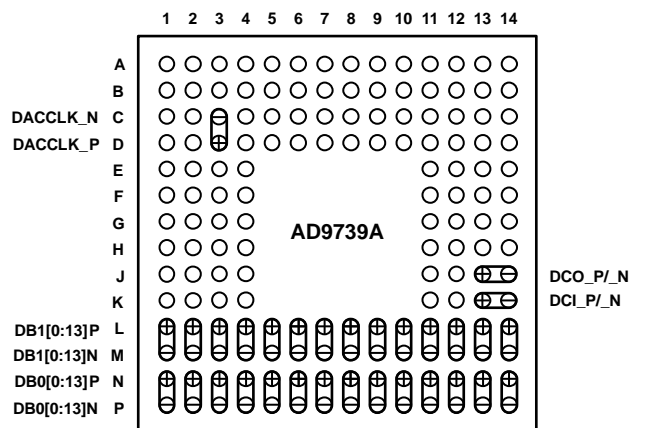 1 2 3 4 5 6 7 8 9 10 11 12 13 14
A
B
DACCLK_N C
DACCLK_P D
E
F
G
AD9739A
H
J DCO_P/_N
K DCI_P/_N
DB1[0:13]P L
DB1[0:13]N M
DB0[0:13]P N
DB0[0:13]N P